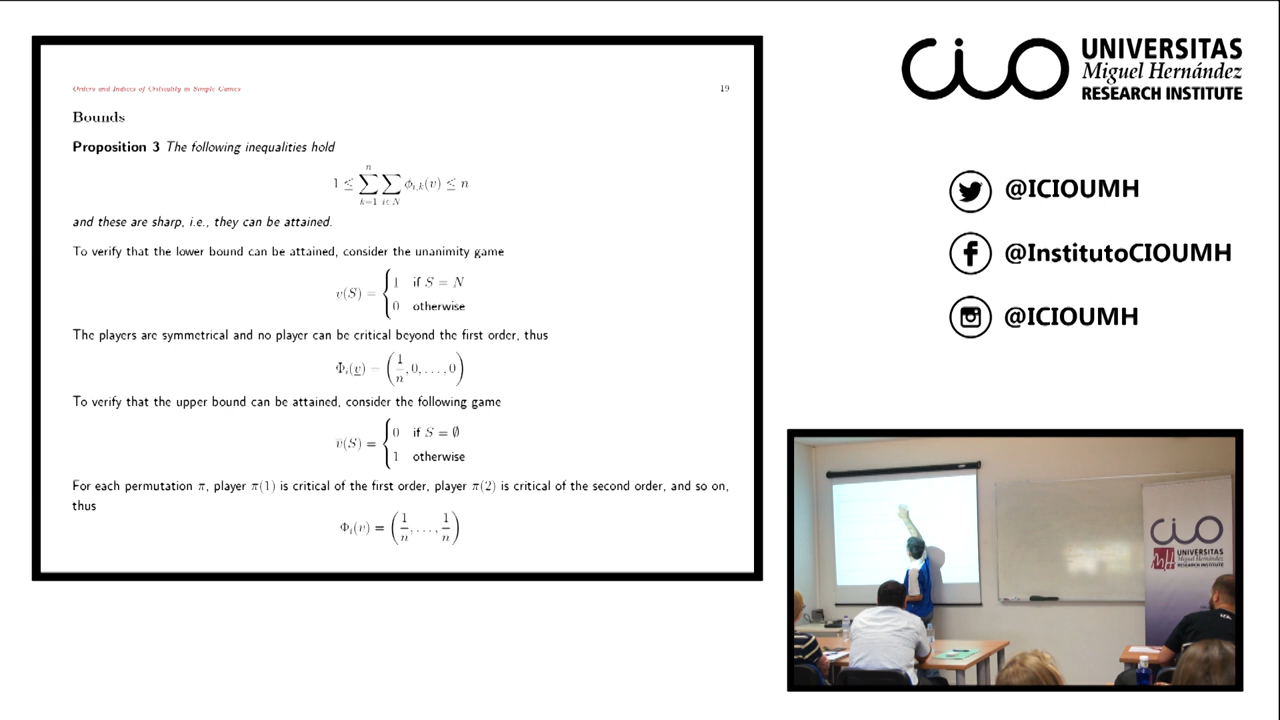 Orders and Indices of Criticality in Simple Games 19
Bounds
Proposition 3 The following inequalities hold
1 ≤ ∑_{k=1}^{n} ∑_{i∈N} ϕ_{i,k}(v) ≤ n
and these are sharp, i.e., they can be attained.
To verify that the lower bound can be attained, consider the unanimity game
v(S) = { 1 if S = N
0 otherwise
The players are symmetrical and no player can be critical beyond the first order, thus
Φ_i(v) = (1/n, 0, . . . , 0)
To verify that the upper bound can be attained, consider the following game
v̄(S) = { 0 if S = ∅
1 otherwise
For each permutation π, player π(1) is critical of the first order, player π(2) is critical of the second order, and so on,
thus
Φ_i(v) = (1/n, . . . , 1/n)
cio UNIVERSITAS
Miguel Hernández
RESEARCH INSTITUTE
@ICIOUMH
@InstitutoCIOUMH
@ICIOUMH
cio
UNIVERSITAS
Miguel Hernández
RESEARCH INSTITUTE